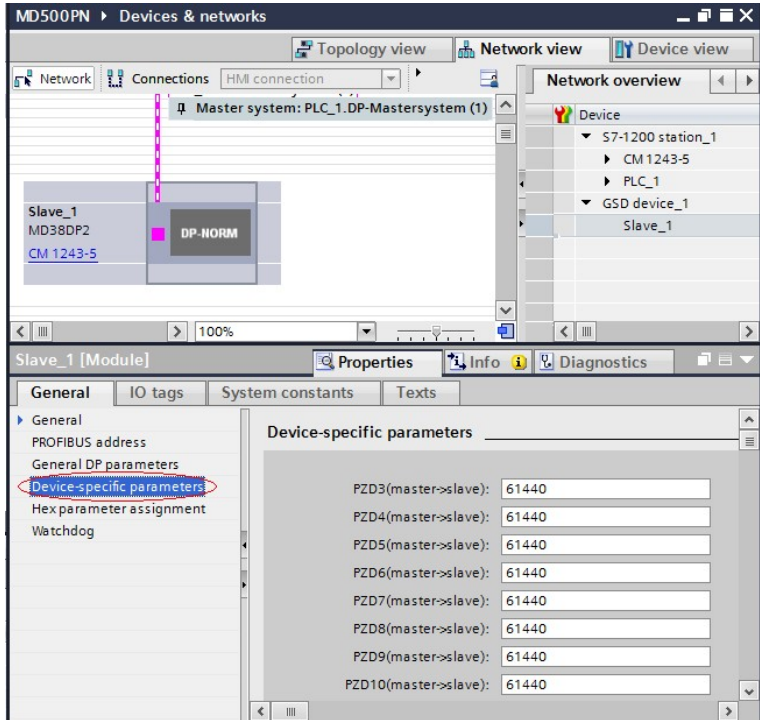 MD500PN ▸ Devices & networks
Topology view Network view Device view
Network Connections HMI connection
Network overview
Master system: PLC_1.DP-Mastersystem (1)
Device
S7-1200 station_1
CM 1243-5
PLC_1
GSD device_1
Slave_1
Slave_1
MD38DP2
CM 1243-5
DP-NORM
100%
Slave_1 [Module]
Properties Info Diagnostics
General IO tags System constants Texts
General
PROFIBUS address
General DP parameters
Device-specific parameters
Hex parameter assignment
Watchdog
Device-specific parameters
PZD3(master->slave): 61440
PZD4(master->slave): 61440
PZD5(master->slave): 61440
PZD6(master->slave): 61440
PZD7(master->slave): 61440
PZD8(master->slave): 61440
PZD9(master->slave): 61440
PZD10(master->slave): 61440